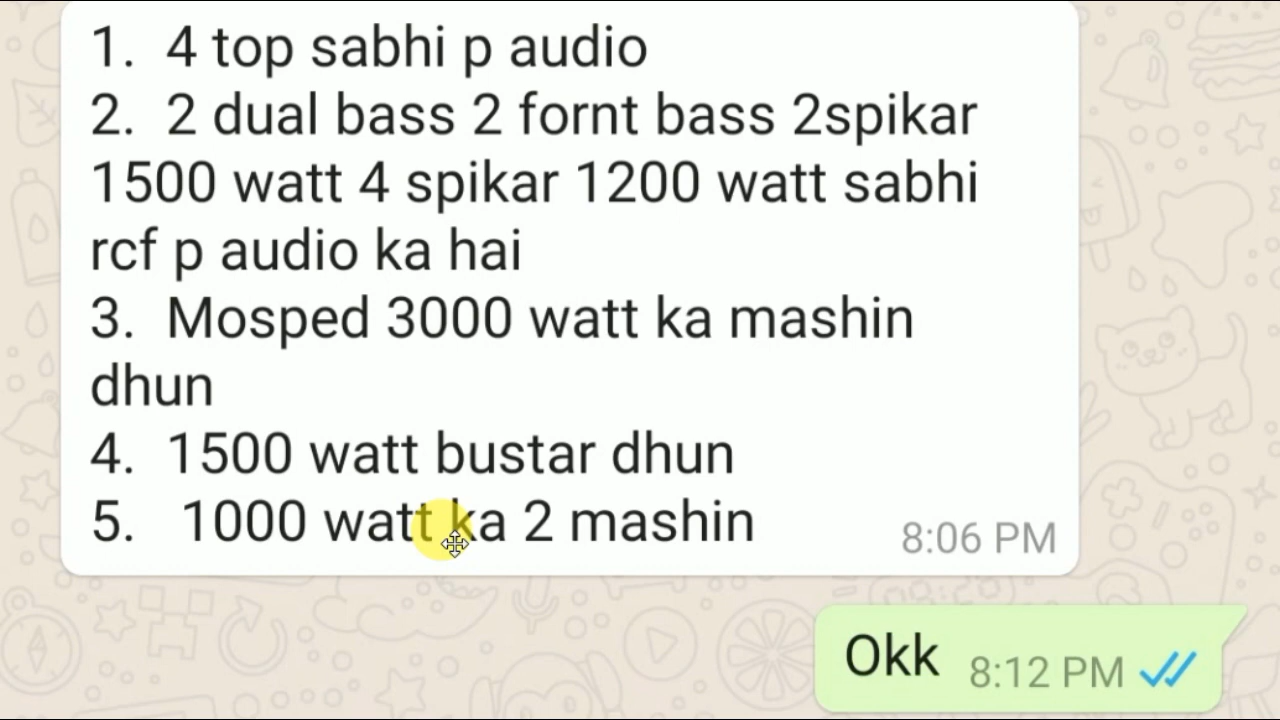 1. 4 top sabhi p audio
2. 2 dual bass 2 fornt bass 2spikar
1500 watt 4 spikar 1200 watt sabhi
rcf p audio ka hai
3. Mosped 3000 watt ka mashin
dhun
4. 1500 watt bustar dhun
5. 1000 watt ka 2 mashin
8:06 PM
Okk 8:12 PM